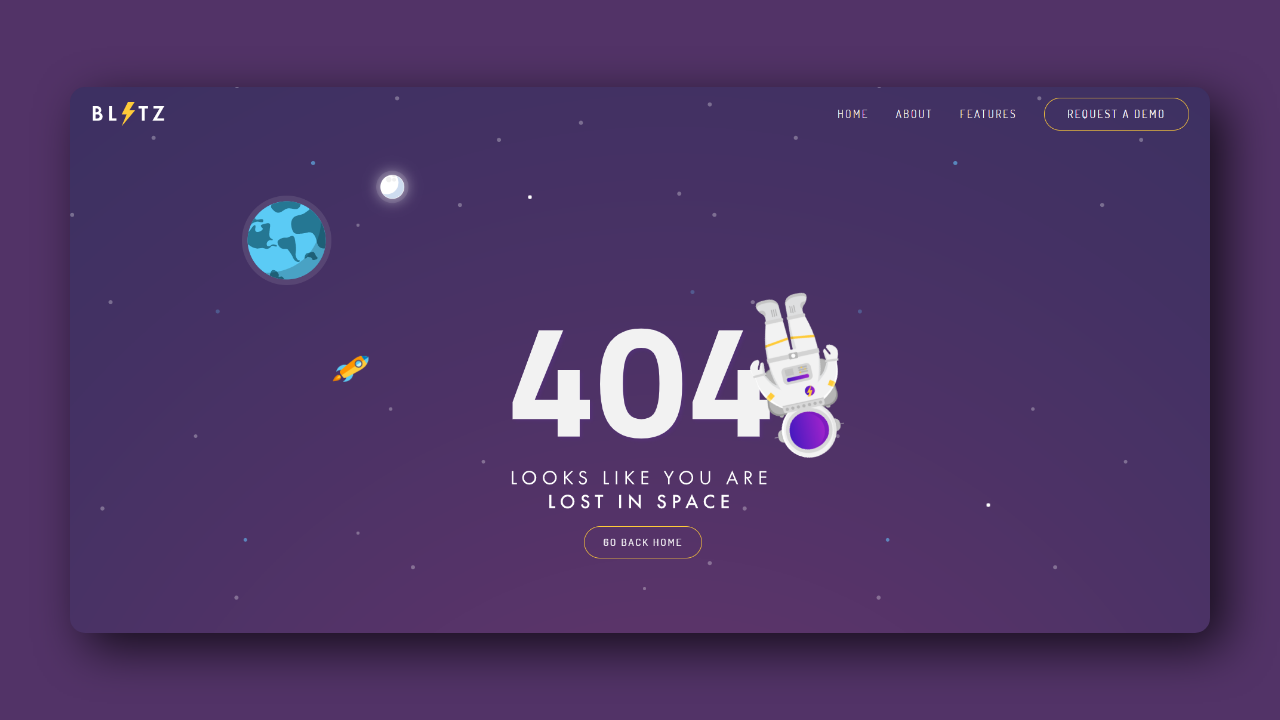 BLITZ
HOME ABOUT FEATURES REQUEST A DEMO
404
LOOKS LIKE YOU ARE
LOST IN SPACE
GO BACK HOME